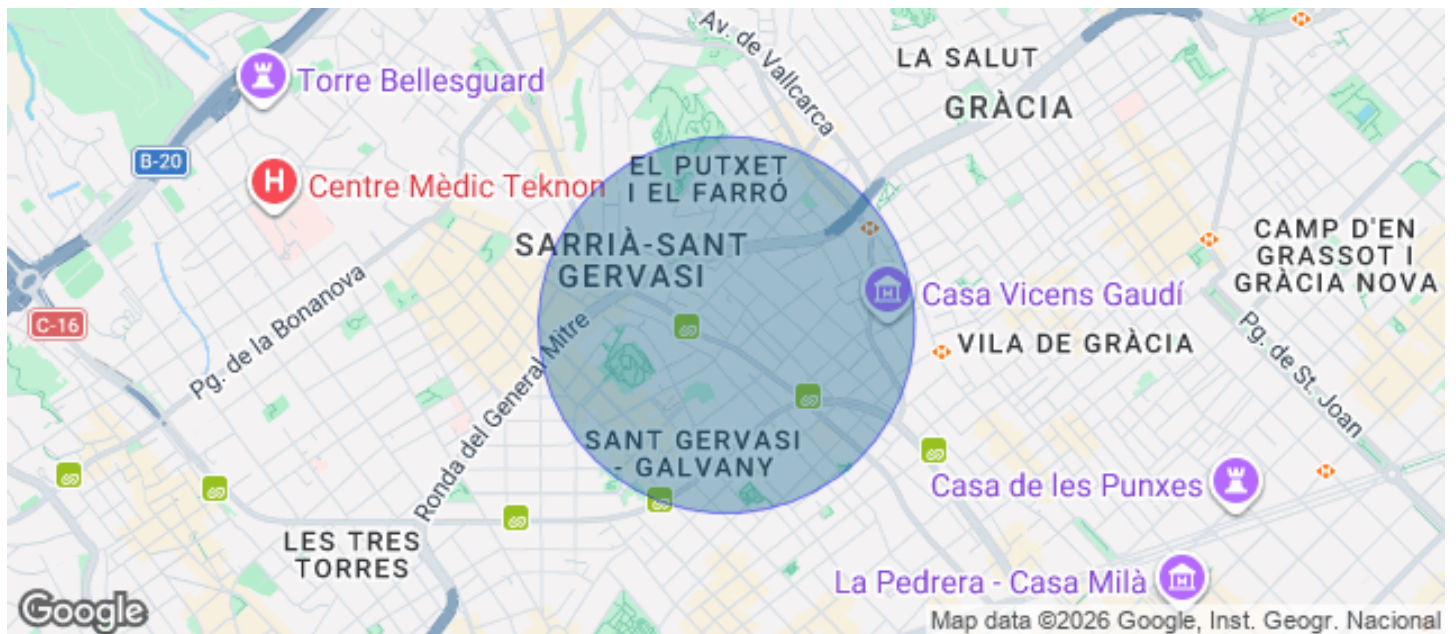 Av. de Vallcarca
LA SALUT
Torre Bellesguard
GRÀCIA
B-20
EL PUTXET
I EL FARRÓ
H
Centre Mèdic Teknon
SARRIÀ-SANT
GERVASI
CAMP D'EN
GRASSOT I
GRÀCIA NOVA
Casa Vicens Gaudí
C-16
Pg. de la Bonanova
VILA DE GRÀCIA
Pg. de St. Joan
Ronda del General Mitre
SANT GERVASI
- GALVANY
Casa de les Punxes
LES TRES
TORRES
La Pedrera - Casa Milà
Google
Map data ©2026 Google, Inst. Geogr. Nacional